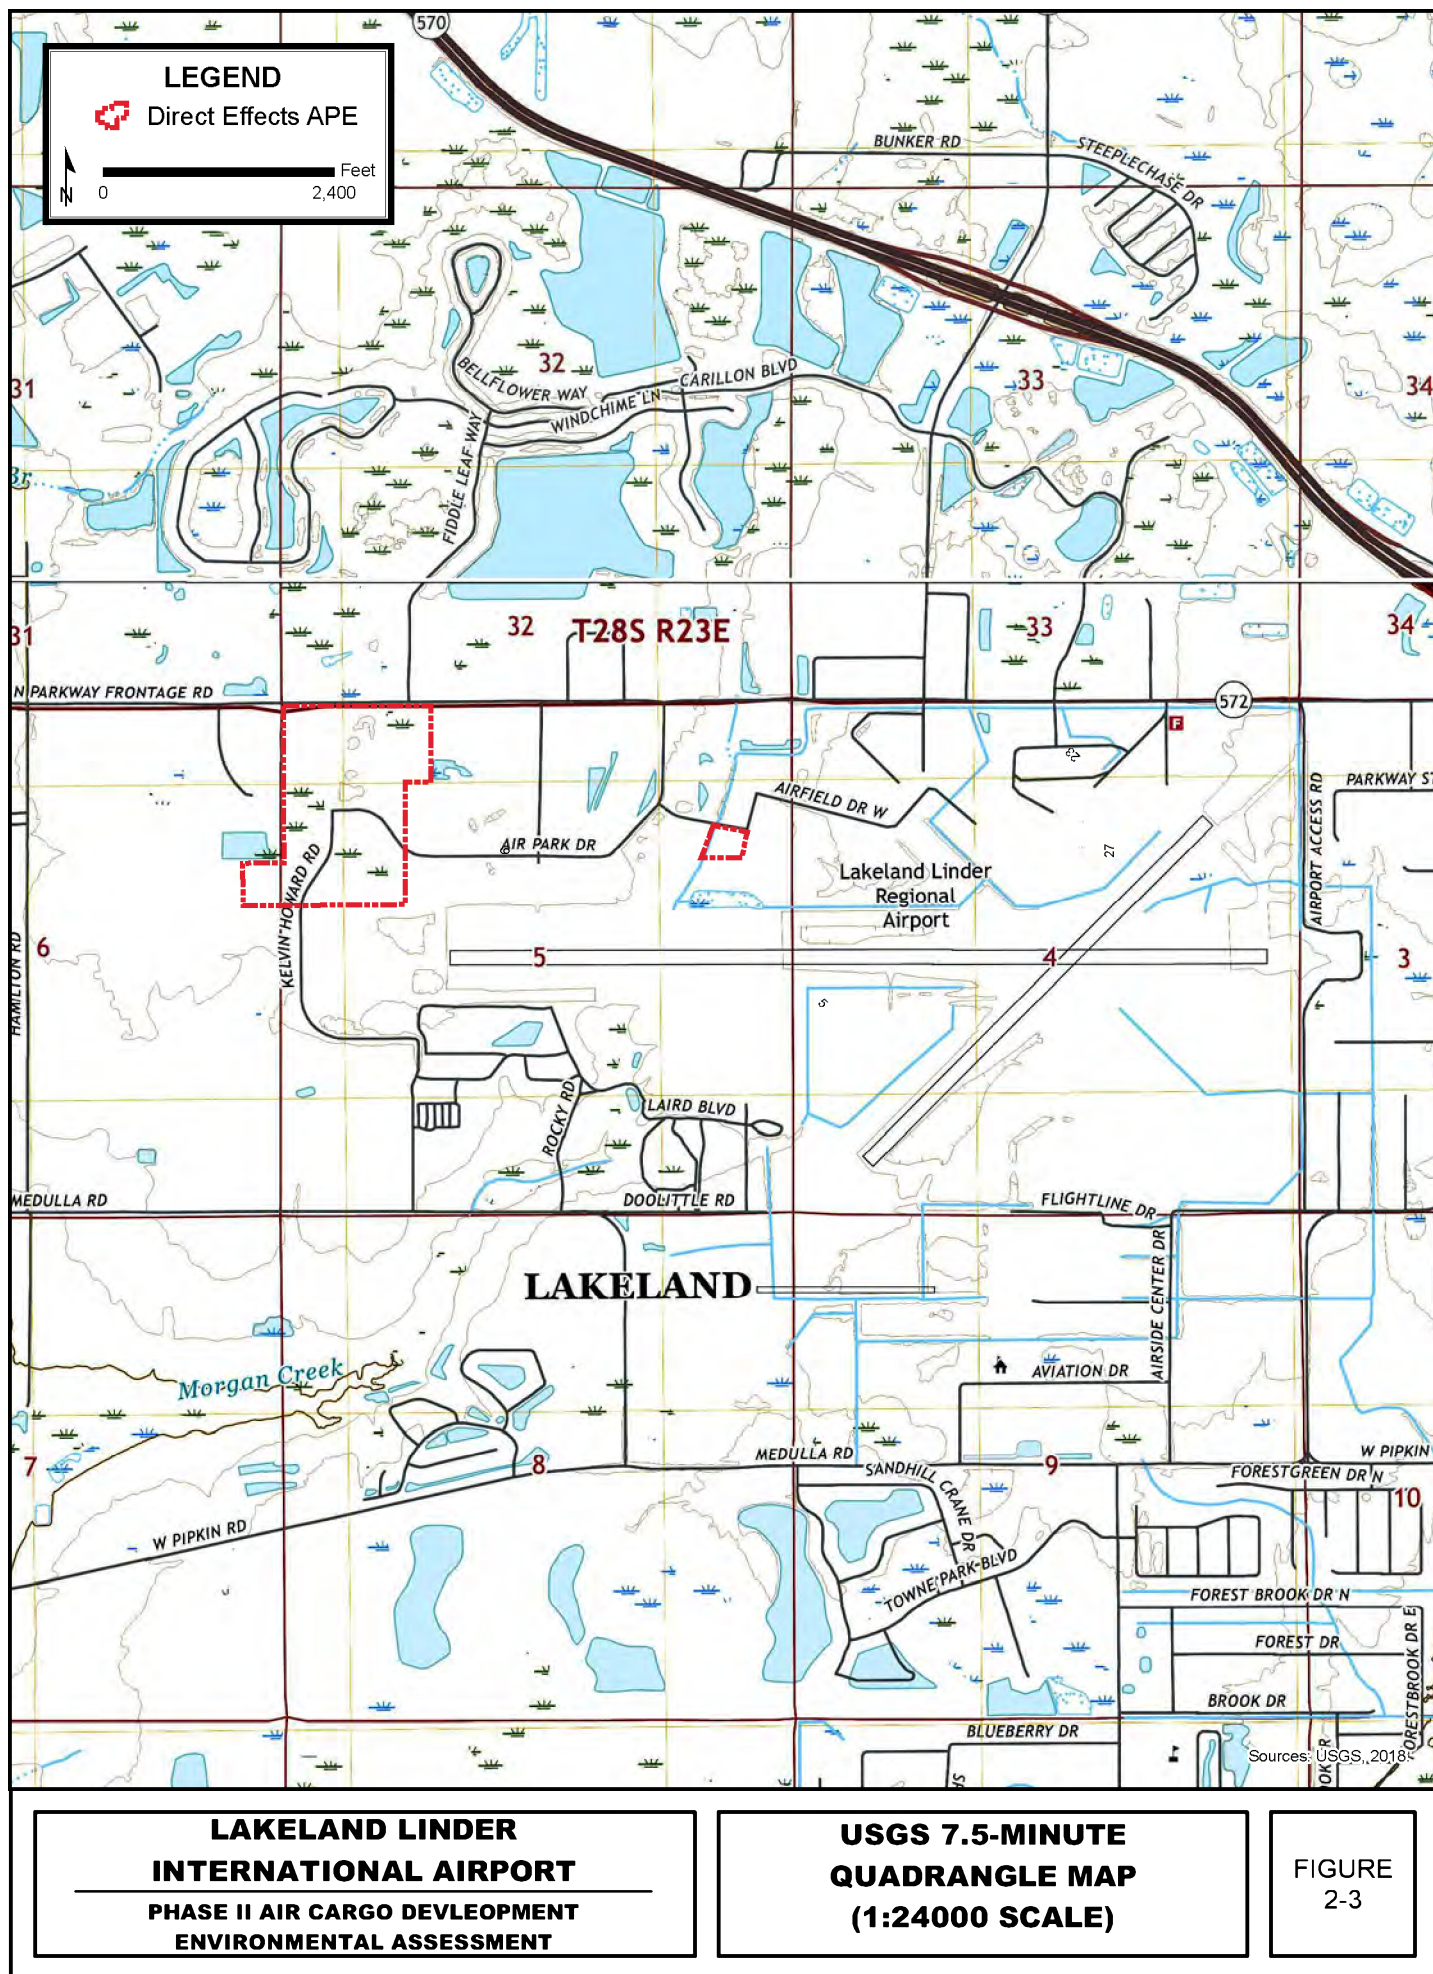 570
LEGEND
Direct Effects APE
Feet
0
2,400
N
BUNKER RD
STEEPLECHASE DR
32
33
31
34
BELLFLOWER WAY
CARILLON BLVD
WINDCHIME LN
FIDDLE LEAF WAY
Br
31
32
T28S R23E
33
34
N PARKWAY FRONTAGE RD
572
F
23
PARKWAY ST
AIRFIELD DR W
AIR PARK DR
9
27
AIRPORT ACCESS RD
KELVIN HOWARD RD
Lakeland Linder
Regional
Airport
HAMILTON RD
6
5
4
3
5
ROCKY RD
LAIRD BLVD
MEDULLA RD
DOOLITTLE RD
FLIGHTLINE DR
LAKELAND
AIRSIDE CENTER DR
Morgan Creek
AVIATION DR
7
8
MEDULLA RD
9
W PIPKIN
SANDHILL CRANE DR
FORESTGREEN DR N
10
W PIPKIN RD
TOWNE PARK BLVD
FOREST BROOK DR N
FOREST DR
BROOK DR
ORESTBROOK DR E
BLUEBERRY DR
Sources: USGS, 2018
LAKELAND LINDER
INTERNATIONAL AIRPORT
PHASE II AIR CARGO DEVLEOPMENT
ENVIRONMENTAL ASSESSMENT
USGS 7.5-MINUTE
QUADRANGLE MAP
(1:24000 SCALE)
FIGURE
2-3